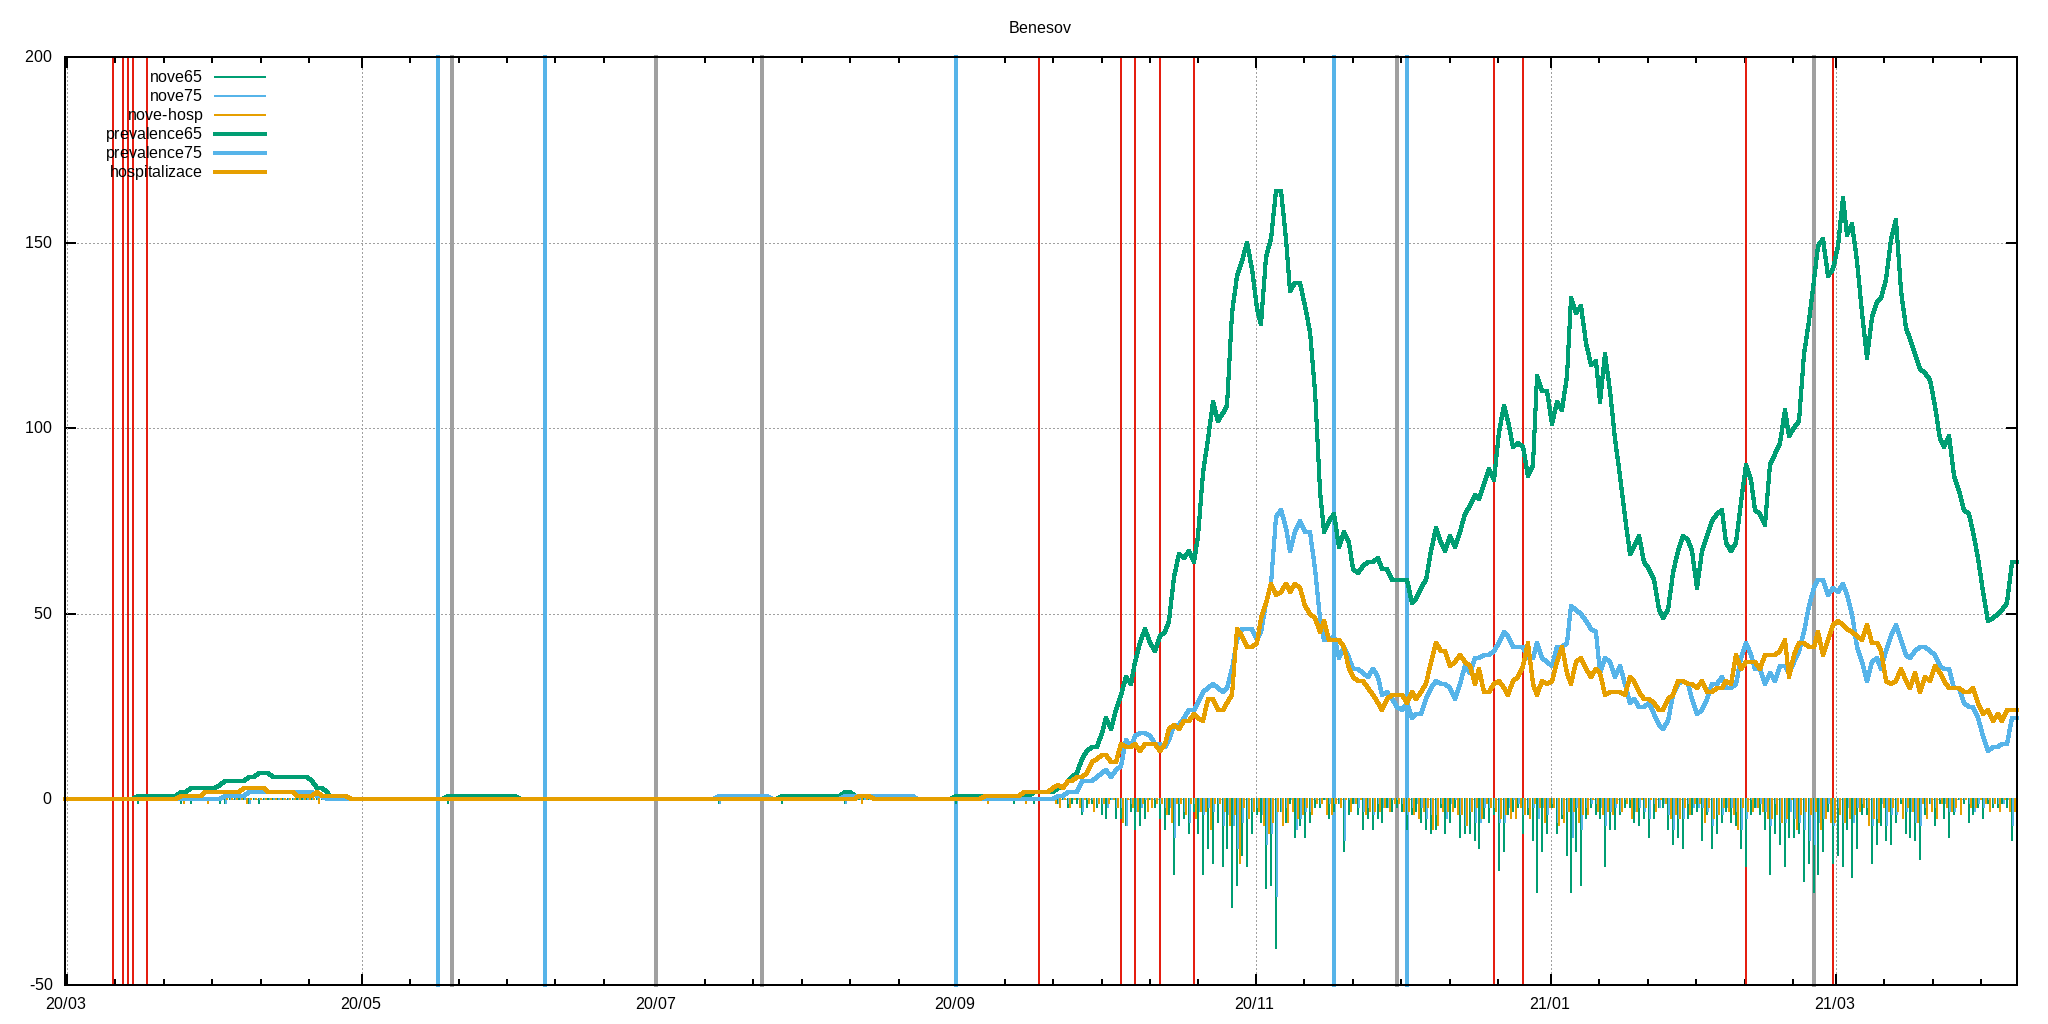 Benesov
200
150
100
50
0
-50
nove65
nove75
nove-hosp
prevalence65
prevalence75
hospitalizace
20/03 20/05 20/07 20/09 20/11 21/01 21/03